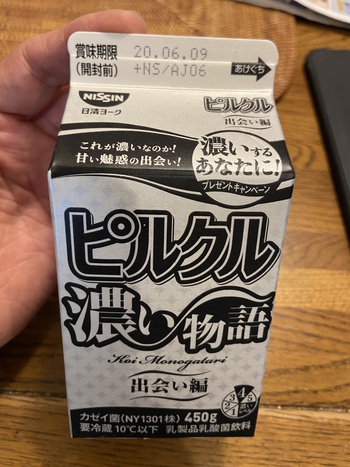 賞味期限
(開封前)
20.06.09
+NS/AJ06
あけぐち
NISSIN
日清ヨーク
ピルクル
出会い編
これが濃いなのか!
甘い魅惑の出会い!
濃いする
あなたに!
プレゼントキャンペーン
ピルクル
濃い物語
Koi Monogatari
出会い編
カゼイ菌(NY1301株) 450g
要冷蔵10℃以下 乳製品乳酸菌飲料